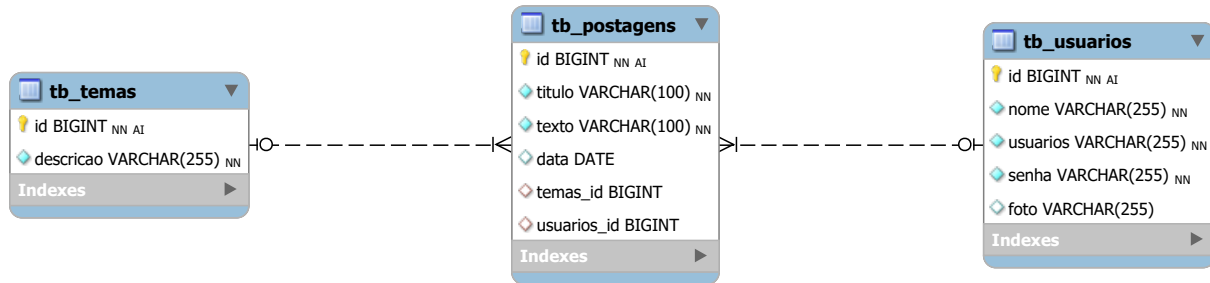 tb_temas
id BIGINT NN AI
descricao VARCHAR(255) NN
Indexes
tb_postagens
id BIGINT NN AI
titulo VARCHAR(100) NN
texto VARCHAR(100) NN
data DATE
temas_id BIGINT
usuarios_id BIGINT
Indexes
tb_usuarios
id BIGINT NN AI
nome VARCHAR(255) NN
usuarios VARCHAR(255) NN
senha VARCHAR(255) NN
foto VARCHAR(255)
Indexes